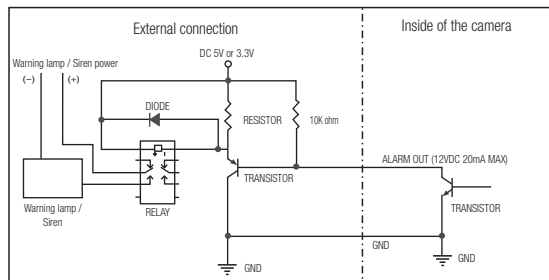 External connection
Inside of the camera
DC 5V or 3.3V
Warning lamp / Siren power
(−)
(+)
DIODE
RESISTOR
10K ohm
ALARM OUT (12VDC 20mA MAX)
TRANSISTOR
TRANSISTOR
Warning lamp /
Siren
RELAY
GND
GND
GND